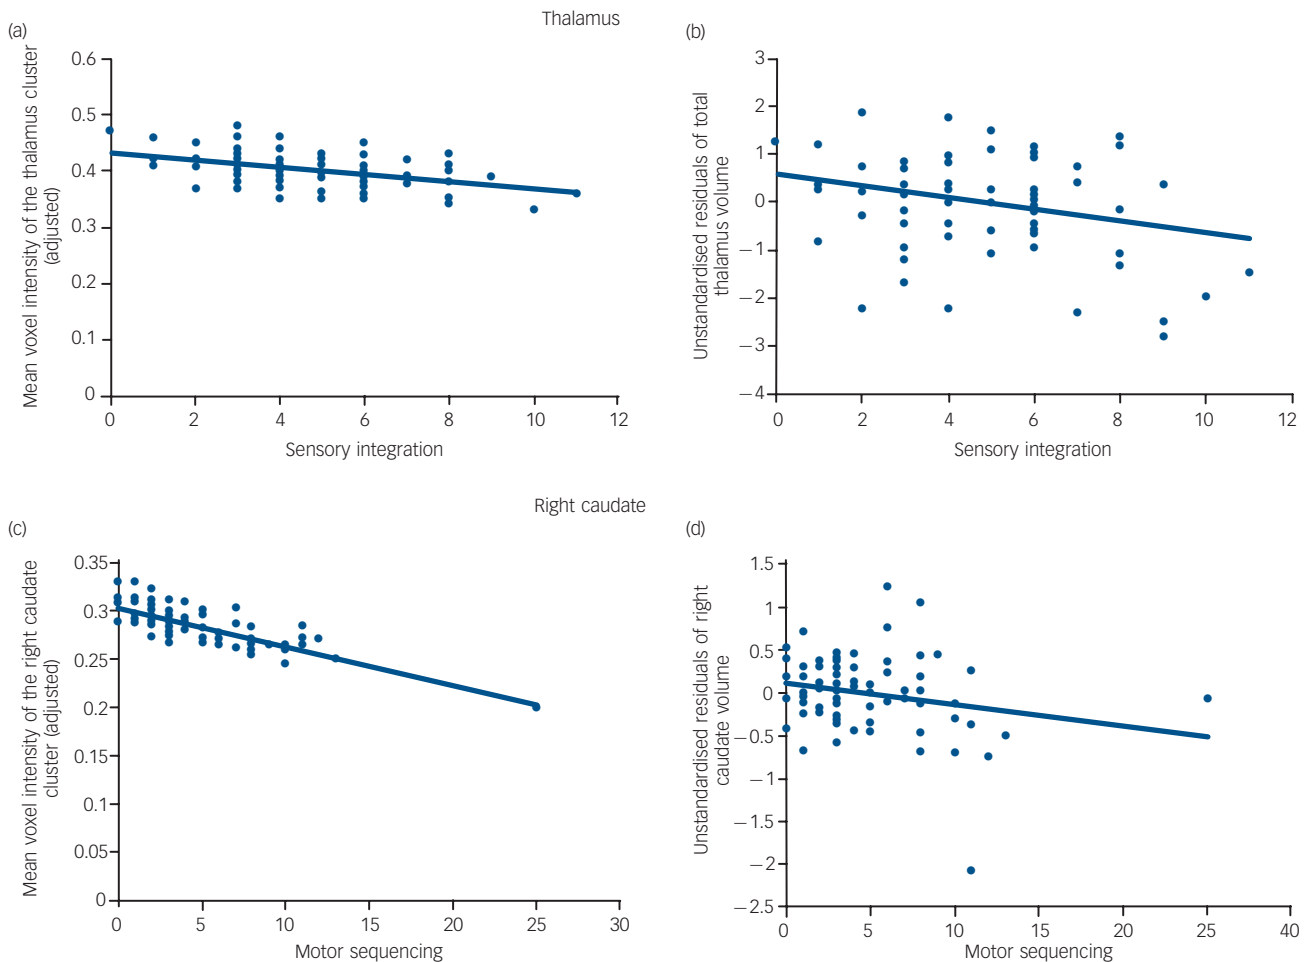 Thalamus
(a)
Mean voxel intensity of the thalamus cluster
(adjusted)
0.6
0.5
0.4
0.3
0.2
0.1
0
0 2 4 6 8 10 12
Sensory integration
(b)
Unstandardised residuals of total
thalamus volume
3
2
1
0
−1
−2
−3
−4
0 2 4 6 8 10 12
Sensory integration
Right caudate
(c)
Mean voxel intensity of the right caudate
cluster (adjusted)
0.35
0.3
0.25
0.2
0.15
0.1
0.05
0
0 5 10 15 20 25 30
Motor sequencing
(d)
Unstandardised residuals of right
caudate volume
1.5
1
0.5
0
−0.5
−1
−1.5
−2
−2.5
0 5 10 15 20 25 40
Motor sequencing